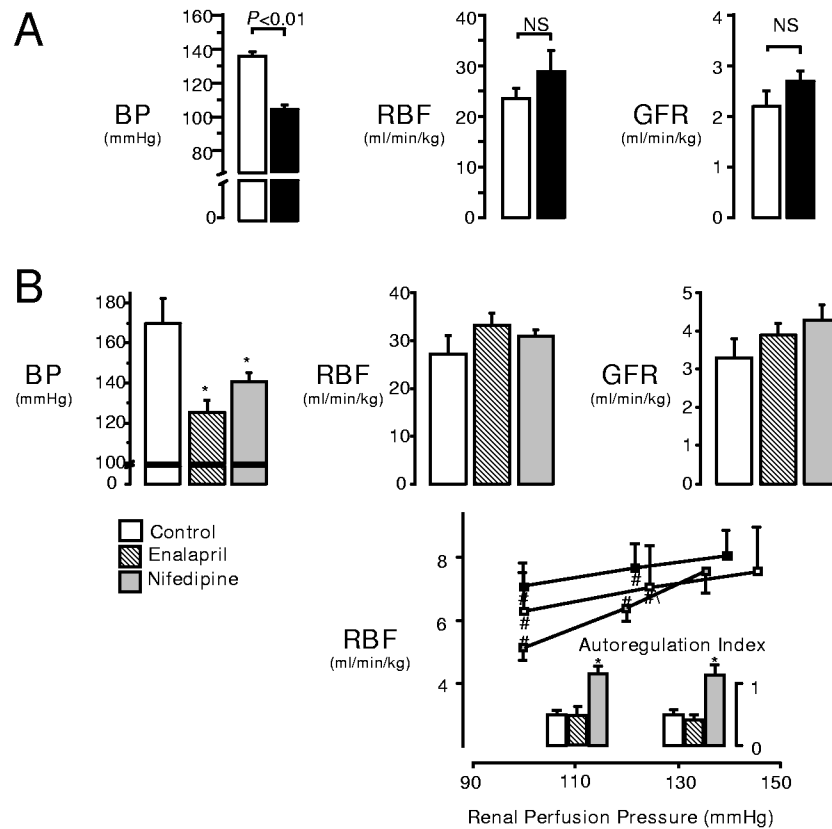 A
BP
(mmHg)
160
140
120
100
80
0
P<0.01
RBF
(ml/min/kg)
40
30
20
10
0
NS
GFR
(ml/min/kg)
4
3
2
1
0
NS
B
BP
(mmHg)
180
160
140
120
100
0
*
*
RBF
(ml/min/kg)
40
30
20
10
0
GFR
(ml/min/kg)
5
4
3
2
1
0
Control
Enalapril
Nifedipine
RBF
(ml/min/kg)
8
6
4
#
#
#
#
#
#\
Autoregulation Index
*
*
1
0
90
110
130
150
Renal Perfusion Pressure (mmHg)